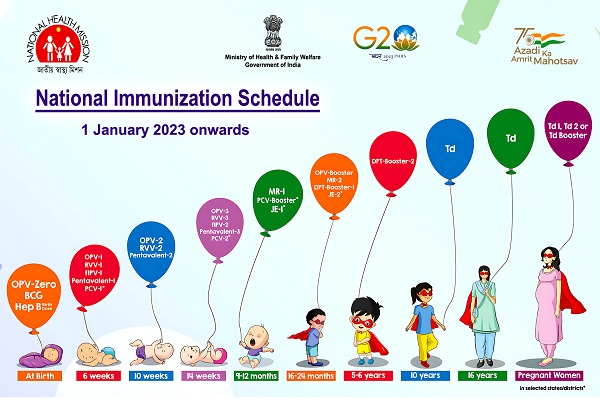 NATIONAL HEALTH MISSION
जातीय स्वास्थ्य मिशन
Ministry of Health & Family Welfare
Government of India
G20
75
Azadi Ka
Amrit Mahotsav
National Immunization Schedule
1 January 2023 onwards
OPV-Zero
BCG
Hep B Birth Dose
OPV-1
RVV-1
fIPV-1
Pentavalent-1
PCV-1*
OPV-2
RVV-2
Pentavalent-2
OPV-3
RVV-3
fIPV-2
Pentavalent-3
PCV-2*
MR-1
PCV-Booster*
JE-1*
OPV-Booster
MR-2
DPT-Booster-1
JE-2*
DPT-Booster-2
Td
Td
Td 1, Td 2 or
Td Booster
At Birth
6 weeks
10 weeks
14 weeks
9-12 months
16-24 months
5-6 years
10 years
16 years
Pregnant Women
in selected states/districts*